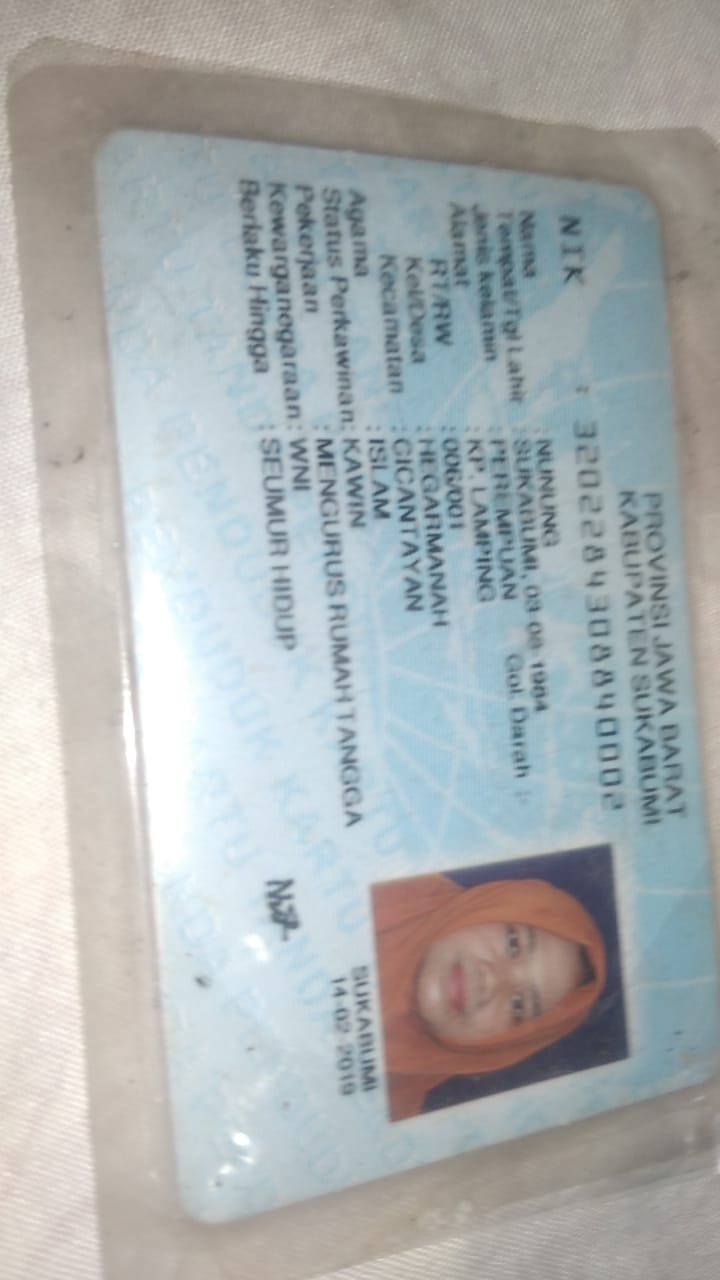 PROVINSI JAWA BARAT
KABUPATEN SUKABUMI
NIK : 3202284308840002
Nama : NUNUNG
Tempat/Tgl Lahir : SUKABUMI, 03-08-1984
Jenis kelamin : PEREMPUAN Gol. Darah : -
Alamat : KP. LAMPING
RT/RW : 006/001
Kel/Desa : HEGARMANAH
Kecamatan : CICANTAYAN
Agama : ISLAM
Status Perkawinan: KAWIN
Pekerjaan : MENGURUS RUMAH TANGGA
Kewarganegaraan: WNI
Berlaku Hingga : SEUMUR HIDUP
SUKABUMI
14-02-2019